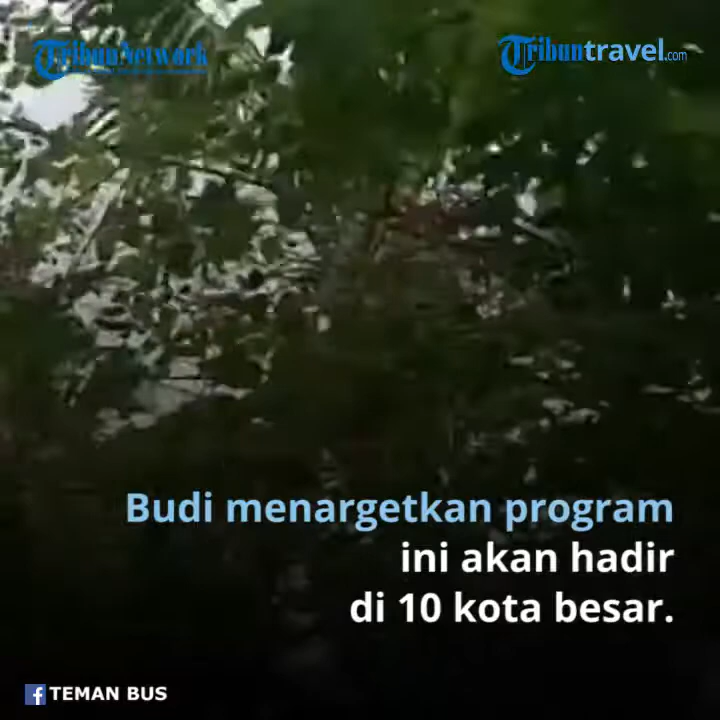 TribunNetwork
Tribuntravel.com
Budi menargetkan program
ini akan hadir
di 10 kota besar.
f TEMAN BUS